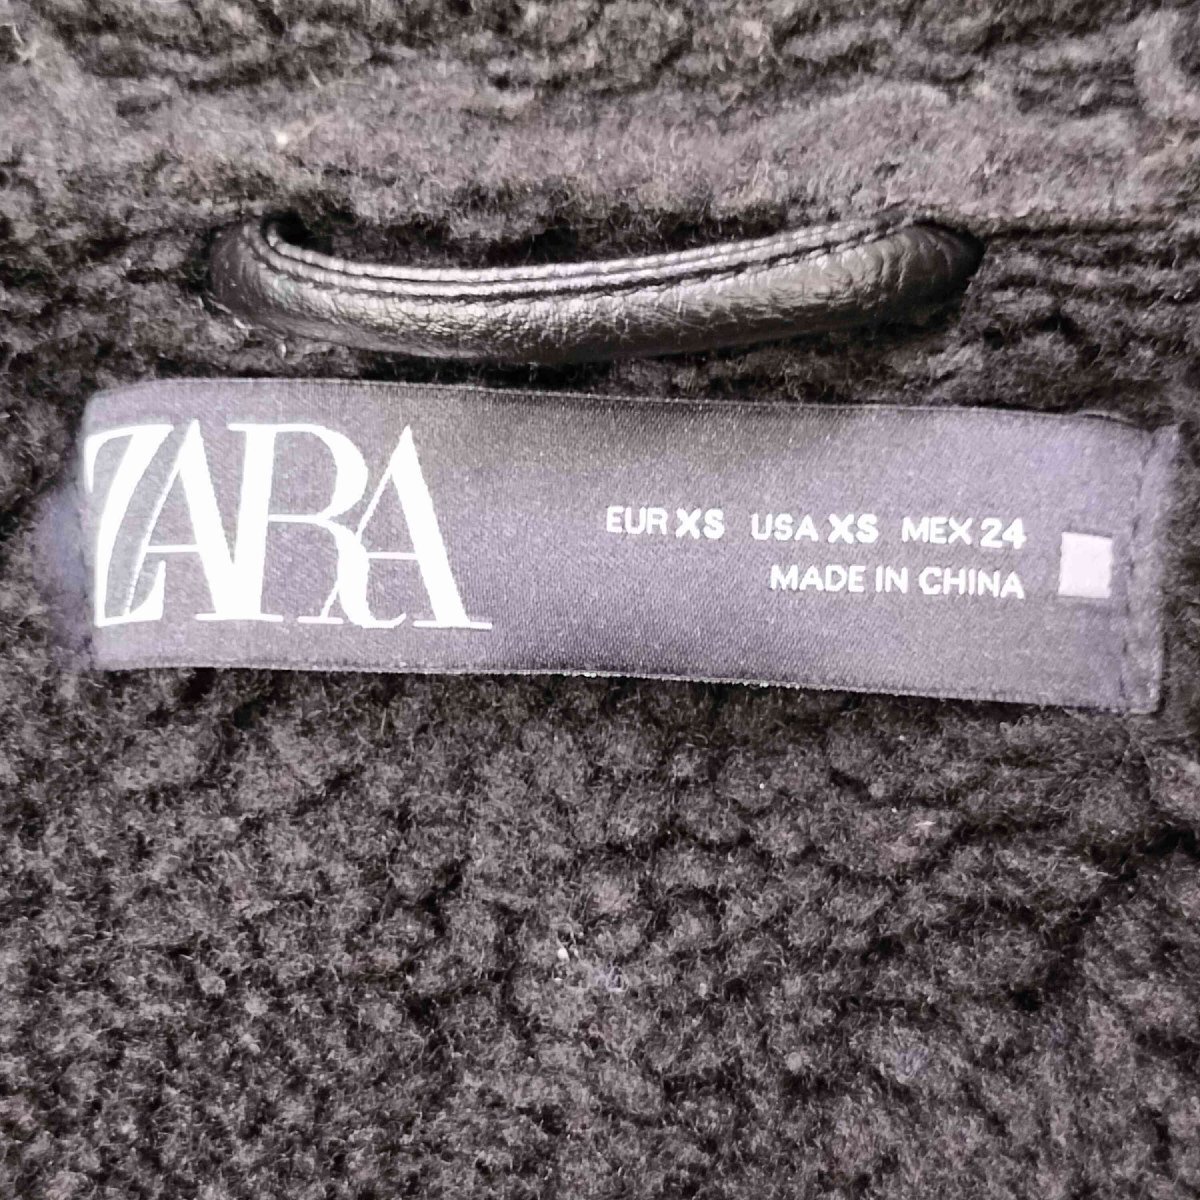 ZARA
EUR XS USA XS MEX 24
MADE IN CHINA